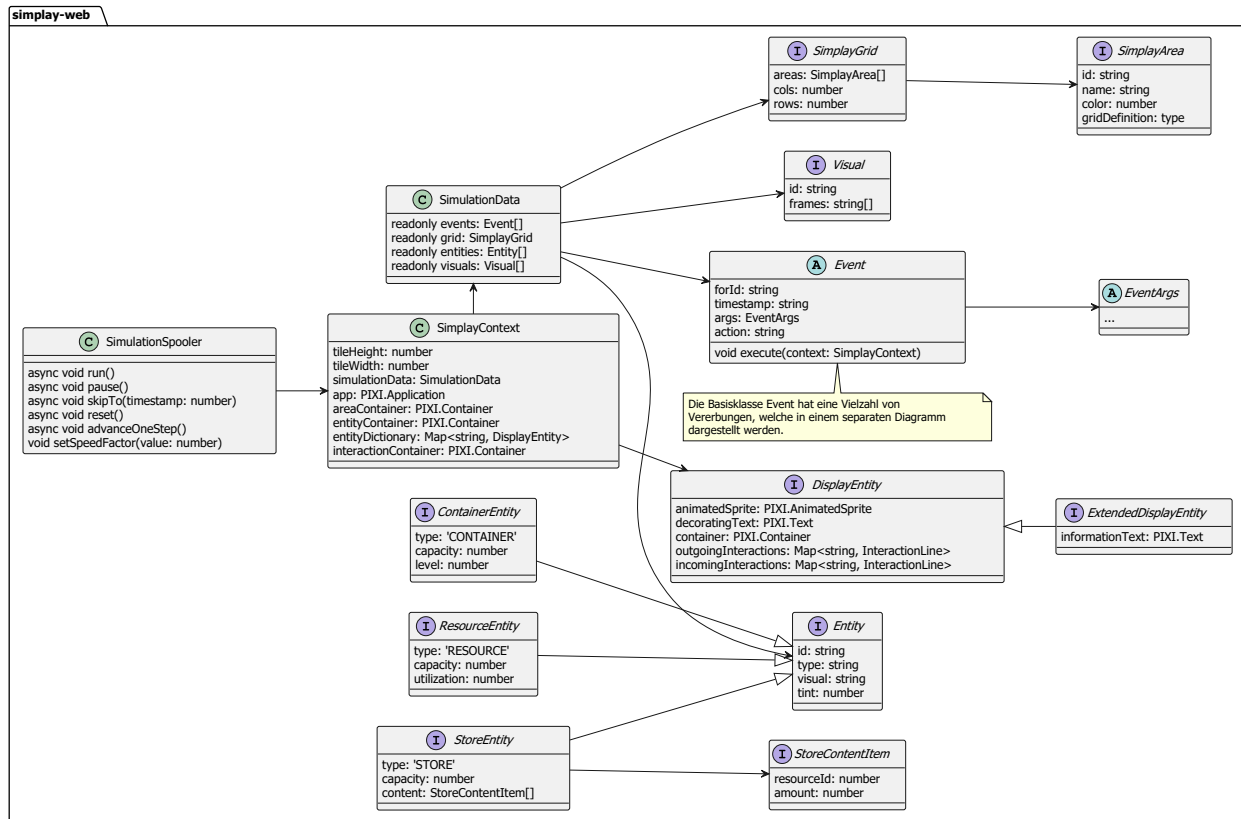 simplay-web
I SimplayGrid
areas: SimplayArea[]
cols: number
rows: number
I SimplayArea
id: string
name: string
color: number
gridDefinition: type
I Visual
id: string
frames: string[]
C SimulationData
readonly events: Event[]
readonly grid: SimplayGrid
readonly entities: Entity[]
readonly visuals: Visual[]
A Event
forId: string
timestamp: string
args: EventArgs
action: string
void execute(context: SimplayContext)
A EventArgs
...
C SimulationSpooler
async void run()
async void pause()
async void skipTo(timestamp: number)
async void reset()
async void advanceOneStep()
void setSpeedFactor(value: number)
C SimplayContext
tileHeight: number
tileWidth: number
simulationData: SimulationData
app: PIXI.Application
areaContainer: PIXI.Container
entityContainer: PIXI.Container
entityDictionary: Map<string, DisplayEntity>
interactionContainer: PIXI.Container
Die Basisklasse Event hat eine Vielzahl von
Vererbungen, welche in einem separaten Diagramm
dargestellt werden.
I DisplayEntity
animatedSprite: PIXI.AnimatedSprite
decoratingText: PIXI.Text
container: PIXI.Container
outgoingInteractions: Map<string, InteractionLine>
incomingInteractions: Map<string, InteractionLine>
I ExtendedDisplayEntity
informationText: PIXI.Text
I ContainerEntity
type: 'CONTAINER'
capacity: number
level: number
I ResourceEntity
type: 'RESOURCE'
capacity: number
utilization: number
I Entity
id: string
type: string
visual: string
tint: number
I StoreEntity
type: 'STORE'
capacity: number
content: StoreContentItem[]
I StoreContentItem
resourceId: number
amount: number